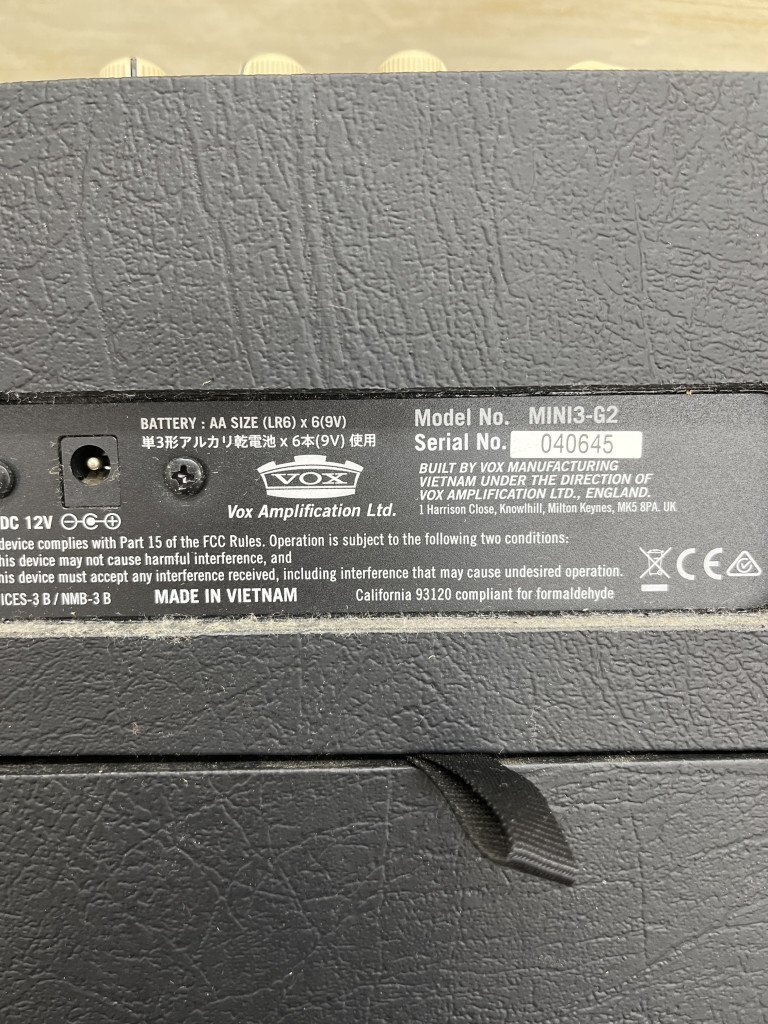 BATTERY : AA SIZE (LR6) x 6(9V)
単3形アルカリ乾電池 x 6本(9V) 使用
VOX
Vox Amplification Ltd.
Model No. MINI3-G2
Serial No. 040645
BUILT BY VOX MANUFACTURING
VIETNAM UNDER THE DIRECTION OF
VOX AMPLIFICATION LTD., ENGLAND.
1 Harrison Close, Knowlhill, Milton Keynes, MK5 8PA. UK
DC 12V
device complies with Part 15 of the FCC Rules. Operation is subject to the following two conditions:
his device may not cause harmful interference, and
his device must accept any interference received, including interference that may cause undesired operation.
ICES-3 B / NMB-3 B
MADE IN VIETNAM
California 93120 compliant for formaldehyde
CE